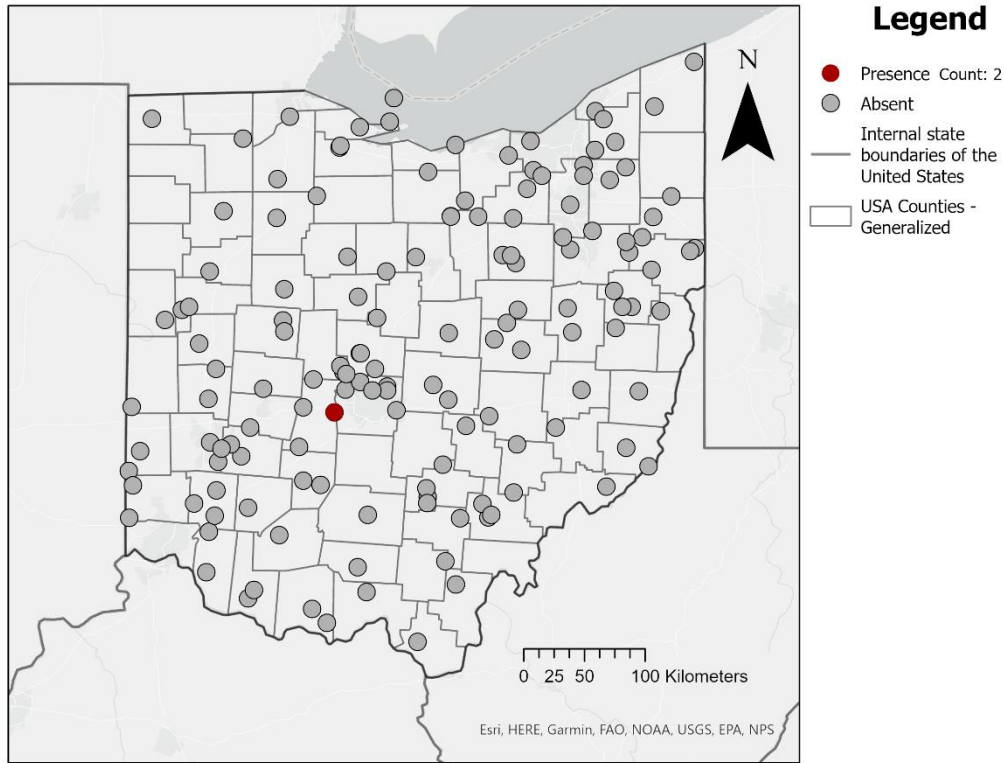 Legend
N
Presence Count: 2
Absent
Internal state
boundaries of the
United States
USA Counties -
Generalized
0 25 50 100 Kilometers
Esri, HERE, Garmin, FAO, NOAA, USGS, EPA, NPS